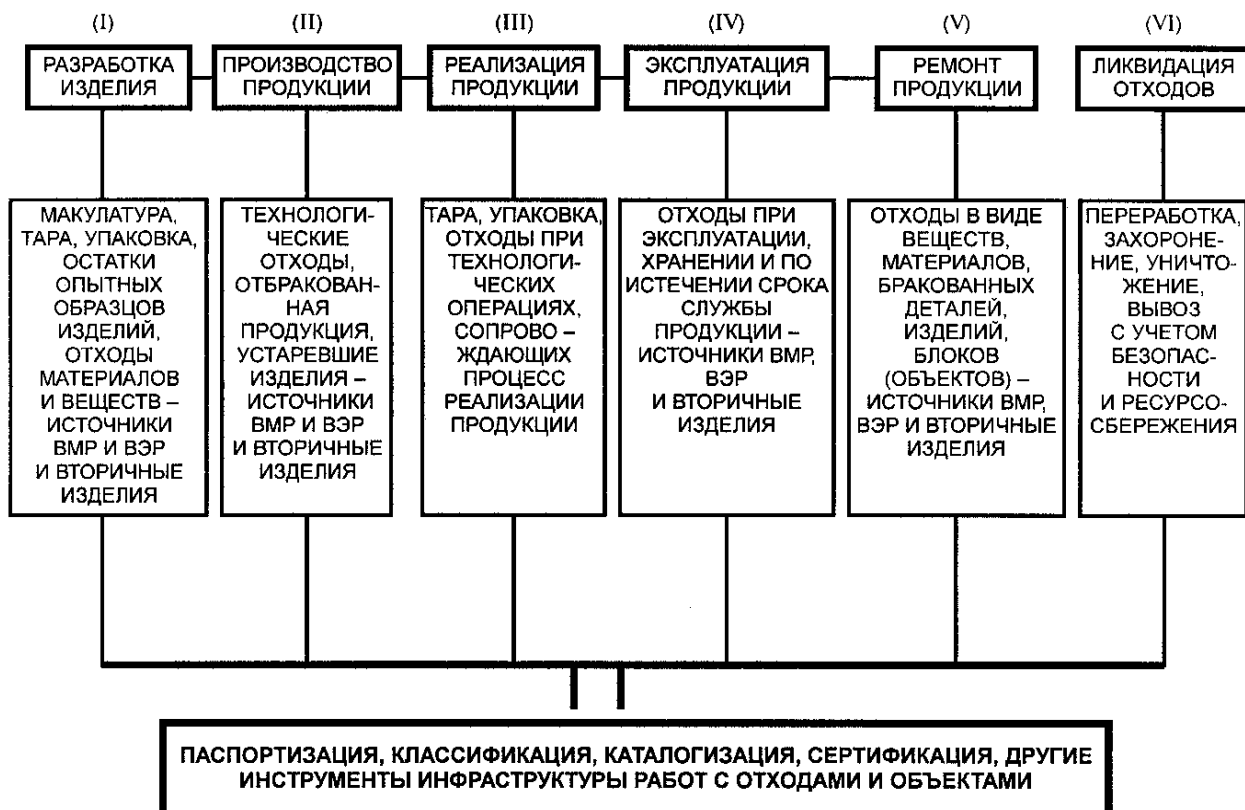 (I)
(II)
(III)
(IV)
(V)
(VI)
РАЗРАБОТКА
ИЗДЕЛИЯ
ПРОИЗВОДСТВО
ПРОДУКЦИИ
РЕАЛИЗАЦИЯ
ПРОДУКЦИИ
ЭКСПЛУАТАЦИЯ
ПРОДУКЦИИ
РЕМОНТ
ПРОДУКЦИИ
ЛИКВИДАЦИЯ
ОТХОДОВ
МАКУЛАТУРА,
ТАРА, УПАКОВКА,
ОСТАТКИ
ОПЫТНЫХ
ОБРАЗЦОВ
ИЗДЕЛИЙ,
ОТХОДЫ
МАТЕРИАЛОВ
И ВЕЩЕСТВ –
ИСТОЧНИКИ
ВМР И ВЭР
И ВТОРИЧНЫЕ
ИЗДЕЛИЯ
ТЕХНОЛОГИ-
ЧЕСКИЕ
ОТХОДЫ,
ОТБРАКОВАН-
НАЯ
ПРОДУКЦИЯ,
УСТАРЕВШИЕ
ИЗДЕЛИЯ –
ИСТОЧНИКИ
ВМР И ВЭР
И ВТОРИЧНЫЕ
ИЗДЕЛИЯ
ТАРА, УПАКОВКА,
ОТХОДЫ ПРИ
ТЕХНОЛОГИ-
ЧЕСКИХ
ОПЕРАЦИЯХ,
СОПРОВО –
ЖДАЮЩИХ
ПРОЦЕСС
РЕАЛИЗАЦИИ
ПРОДУКЦИИ
ОТХОДЫ ПРИ
ЭКСПЛУАТАЦИИ,
ХРАНЕНИИ И ПО
ИСТЕЧЕНИИ СРОКА
СЛУЖБЫ
ПРОДУКЦИИ –
ИСТОЧНИКИ ВМР,
ВЭР
И ВТОРИЧНЫЕ
ИЗДЕЛИЯ
ОТХОДЫ В ВИДЕ
ВЕЩЕСТВ,
МАТЕРИАЛОВ,
БРАКОВАННЫХ
ДЕТАЛЕЙ,
ИЗДЕЛИЙ,
БЛОКОВ
(ОБЪЕКТОВ) –
ИСТОЧНИКИ ВМР,
ВЭР И ВТОРИЧНЫЕ
ИЗДЕЛИЯ
ПЕРЕРАБОТКА,
ЗАХОРОНЕ-
НИЕ, УНИЧТО-
ЖЕНИЕ,
ВЫВОЗ
С УЧЕТОМ
БЕЗОПАС-
НОСТИ
И РЕСУРСО-
СБЕРЕЖЕНИЯ
ПАСПОРТИЗАЦИЯ, КЛАССИФИКАЦИЯ, КАТАЛОГИЗАЦИЯ, СЕРТИФИКАЦИЯ, ДРУГИЕ
ИНСТРУМЕНТЫ ИНФРАСТРУКТУРЫ РАБОТ С ОТХОДАМИ И ОБЪЕКТАМИ